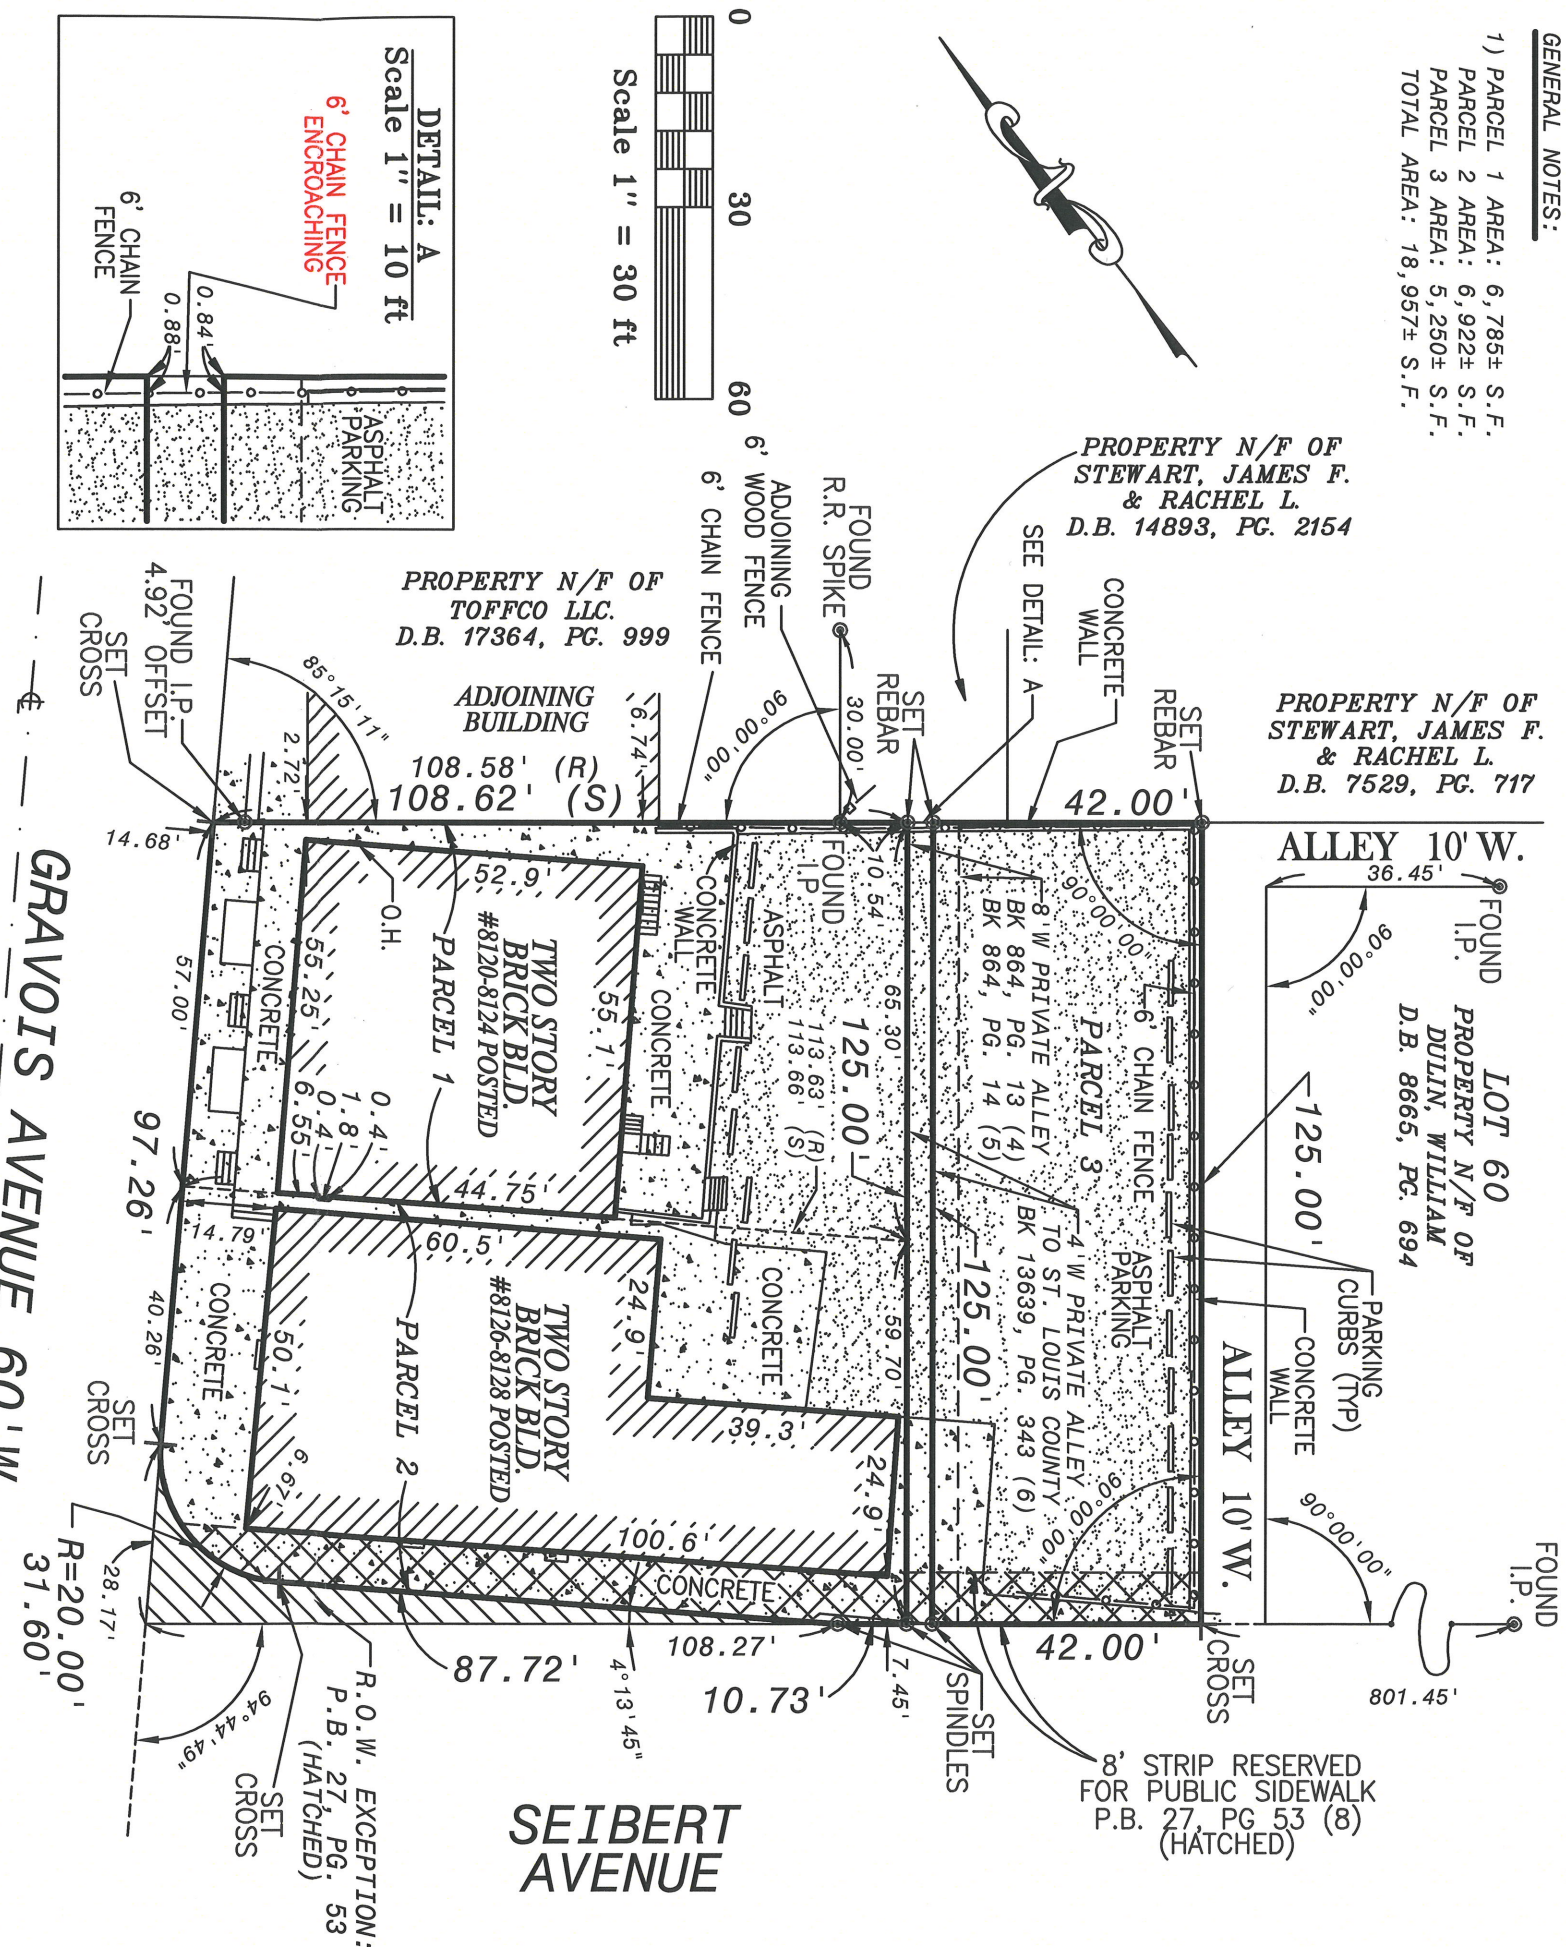 GENERAL NOTES:
1) PARCEL 1 AREA: 6,785± S.F.
PARCEL 2 AREA: 6,922± S.F.
PARCEL 3 AREA: 5,250± S.F.
TOTAL AREA: 18,957± S.F.
0 30 60
Scale 1" = 30 ft
DETAIL: A
Scale 1" = 10 ft
6' CHAIN FENCE
ENCROACHING
6' CHAIN
FENCE
0.84'
0.88'
ASPHALT
PARKING
PROPERTY N/F OF
STEWART, JAMES F.
& RACHEL L.
D.B. 14893, PG. 2154
SEE DETAIL: A
CONCRETE
WALL
SET
REBAR
PROPERTY N/F OF
STEWART, JAMES F.
& RACHEL L.
D.B. 7529, PG. 717
FOUND
R.R. SPIKE
ADJOINING
6' WOOD FENCE
6' CHAIN FENCE
SET
REBAR
30.00'
90°00'00"
PROPERTY N/F OF
TOFFCO LLC.
D.B. 17364, PG. 999
ADJOINING
BUILDING
6.74'
2.72'
85°15'11"
FOUND I.P.
4.92' OFFSET
SET
CROSS
108.58' (R)
108.62' (S)
42.00'
ALLEY 10' W.
36.45'
FOUND
I.P.
90°00'00"
LOT 60
PROPERTY N/F OF
DULIN, WILLIAM
D.B. 8665, PG. 694
125.00'
125.00'
PARKING
CURBS (TYP)
CONCRETE
WALL
ALLEY 10' W.
90°00'00"
FOUND
I.P.
801.45'
90°00'00"
6' CHAIN FENCE
ASPHALT
PARKING
PARCEL 3
8'W PRIVATE ALLEY
BK 864, PG. 13 (4)
BK 864, PG. 14 (5)
4'W PRIVATE ALLEY
TO ST. LOUIS COUNTY
BK 13639, PG. 343 (6)
90°00'00"
125.00'
65.30'
59.70'
10.54'
FOUND
I.P.
125.00'
113.63' (R)
113.66' (S)
ASPHALT
CONCRETE
WALL
CONCRETE
CONCRETE
14.68'
52.9'
O.H.
PARCEL 1
TWO STORY
BRICK BLD.
#8120-8124 POSTED
55.1'
55.25'
CONCRETE
57.00'
0.4'
1.8'
0.4'
6.55'
44.75'
60.5'
14.79'
97.26'
PARCEL 2
TWO STORY
BRICK BLD.
#8126-8128 POSTED
24.9'
39.3'
24.9'
50.1'
CONCRETE
40.26'
6.67'
100.6'
CONCRETE
SET
CROSS
GRAVOIS AVENUE 60'W
R=20.00'
31.60'
28.17'
94°44'49"
SET
CROSS
R.O.W. EXCEPTION:
P.B. 27, PG. 53
(HATCHED)
87.72'
108.27'
4°13'45"
10.73'
7.45'
SET
SPINDLES
42.00'
SET
CROSS
8' STRIP RESERVED
FOR PUBLIC SIDEWALK
P.B. 27, PG 53 (8)
(HATCHED)
SEIBERT
AVENUE